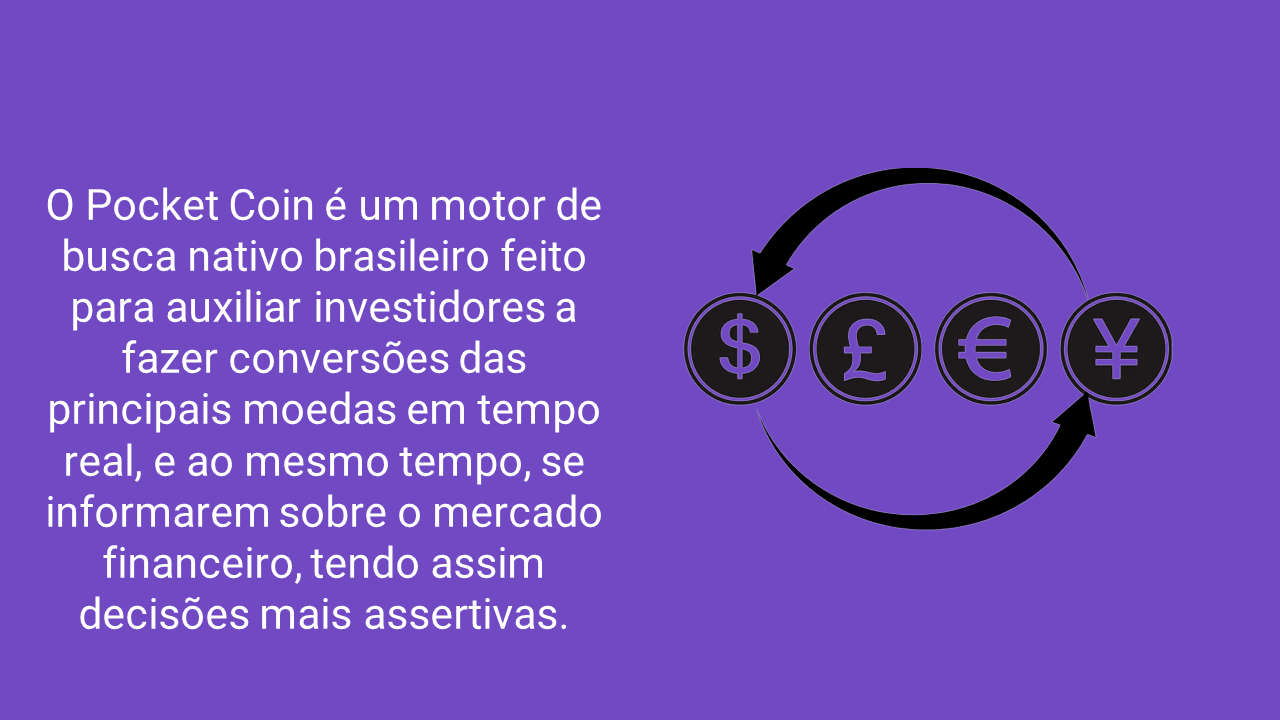 O Pocket Coin é um motor de
busca nativo brasileiro feito
para auxiliar investidores a
fazer conversões das
principais moedas em tempo
real, e ao mesmo tempo, se
informarem sobre o mercado
financeiro, tendo assim
decisões mais assertivas.
$ £ € ¥